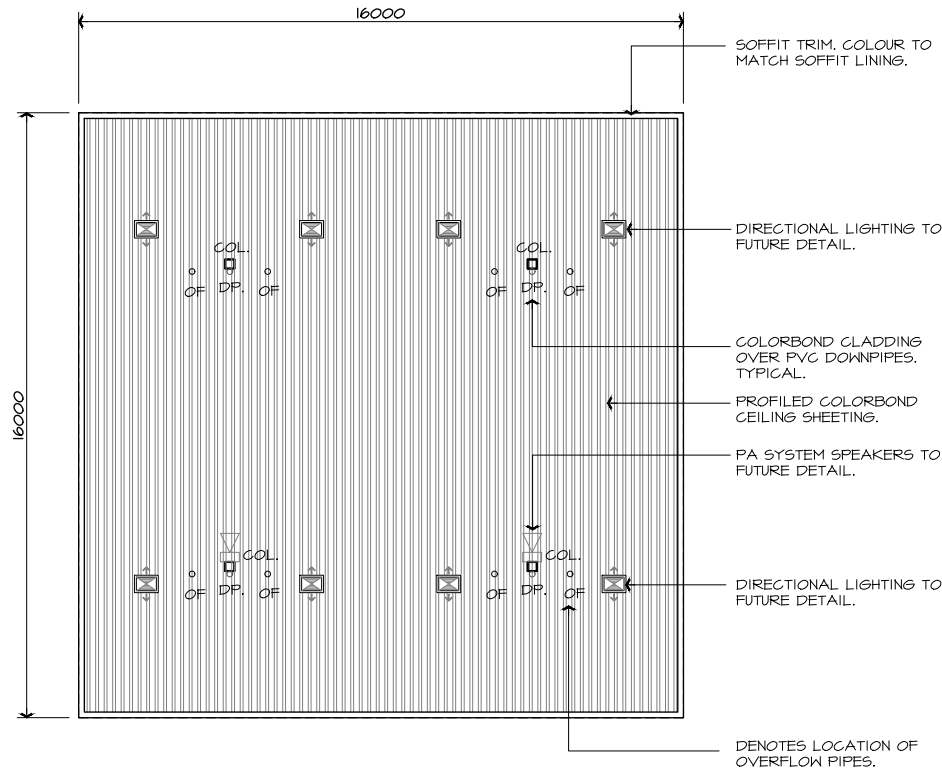 16000
SOFFIT TRIM. COLOUR TO
MATCH SOFFIT LINING.
DIRECTIONAL LIGHTING TO
FUTURE DETAIL.
COL.
COL.
OF
DP.
OF
OF
DP.
OF
COLORBOND CLADDING
OVER PVC DOWNPIPES.
TYPICAL.
PROFILED COLORBOND
CEILING SHEETING.
16000
PA SYSTEM SPEAKERS TO
FUTURE DETAIL.
COL.
COL.
OF
DP.
OF
OF
DP.
OF
DIRECTIONAL LIGHTING TO
FUTURE DETAIL.
DENOTES LOCATION OF
OVERFLOW PIPES.